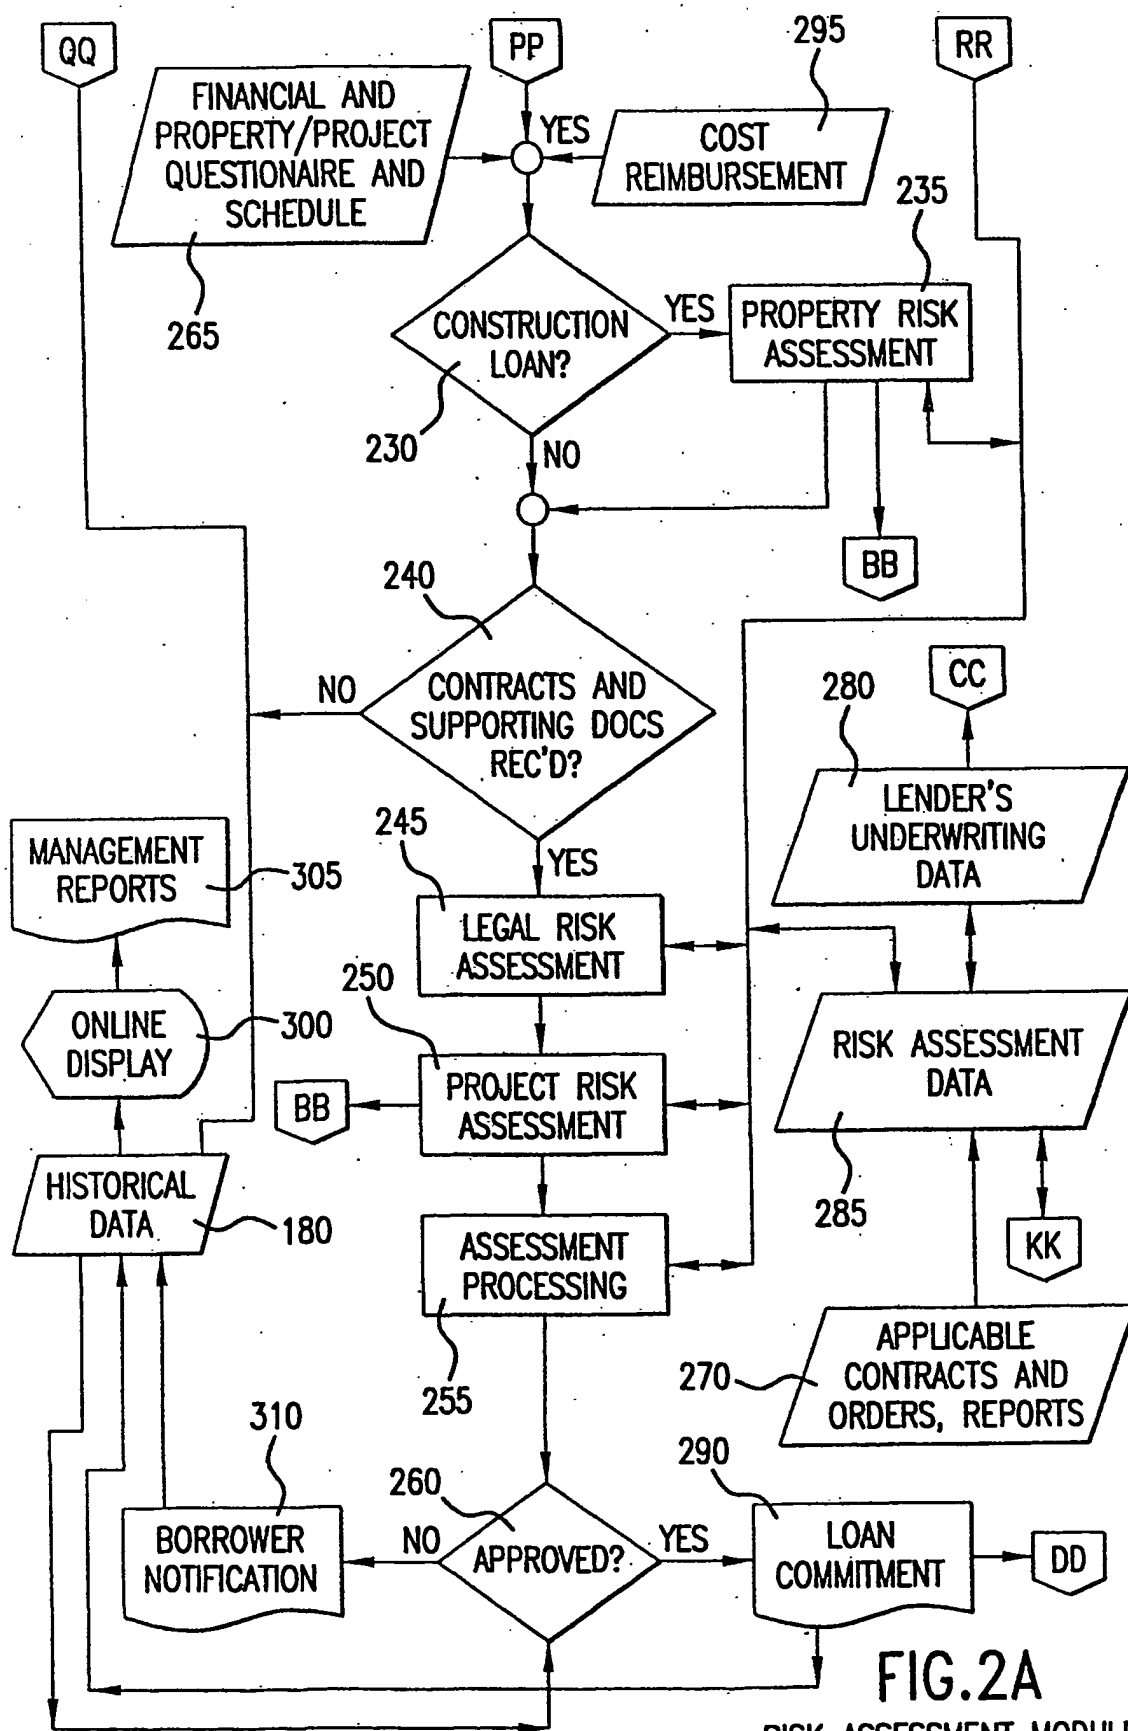 QQ
PP
RR
295
FINANCIAL AND
PROPERTY/PROJECT
QUESTIONAIRE AND
SCHEDULE
YES
COST
REIMBURSEMENT
235
265
CONSTRUCTION
LOAN?
YES
PROPERTY RISK
ASSESSMENT
230
NO
BB
240
CONTRACTS AND
SUPPORTING DOCS
REC'D?
NO
CC
280
LENDER'S
UNDERWRITING
DATA
245
YES
MANAGEMENT
REPORTS
305
LEGAL RISK
ASSESSMENT
250
ONLINE
DISPLAY
300
RISK ASSESSMENT
DATA
BB
PROJECT RISK
ASSESSMENT
285
HISTORICAL
DATA
180
KK
ASSESSMENT
PROCESSING
255
270
APPLICABLE
CONTRACTS AND
ORDERS, REPORTS
310
260
290
BORROWER
NOTIFICATION
NO
APPROVED?
YES
LOAN
COMMITMENT
DD
FIG.2A
RISK ASSESSMENT MODULE